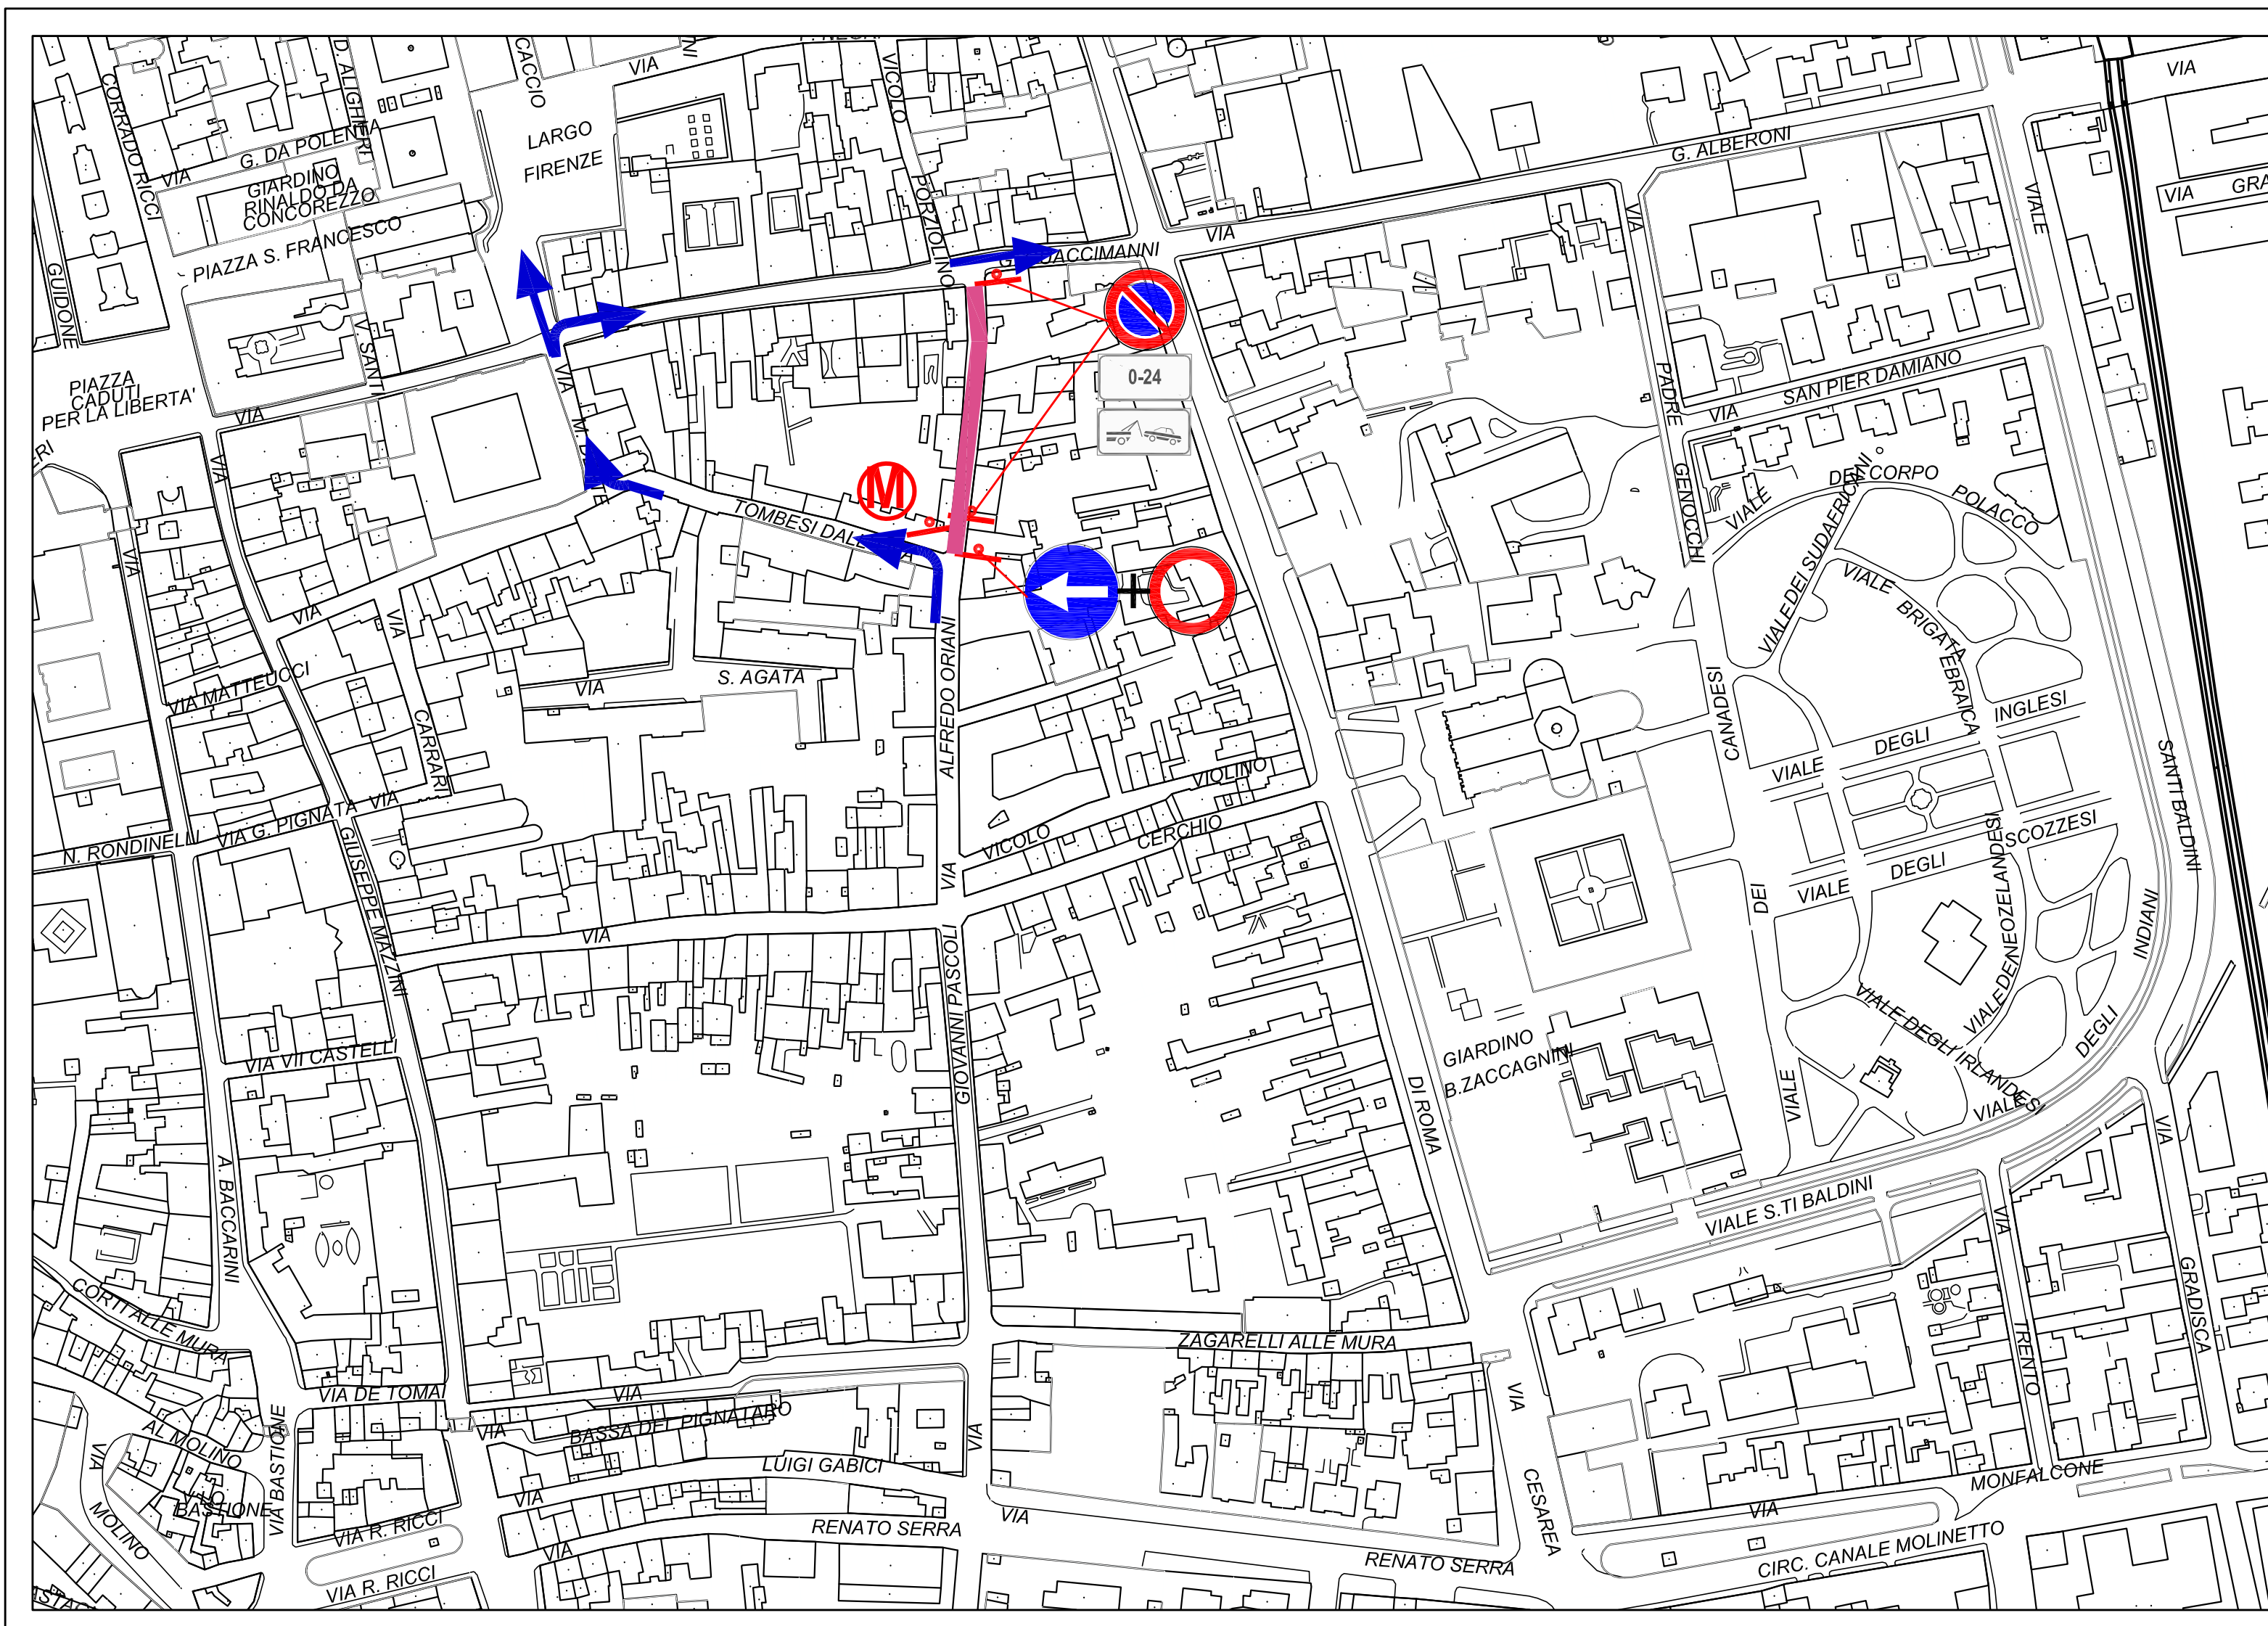 CORRADO RICCI
D. ALIGHIERI
VIA
VICOLO
VIA
LARGO
FIRENZE
G. DA POLENTA
VIA
GIARDINO
RINALDO DA
CONCOREZZO
PIAZZA S. FRANCESCO
PORZIOLINO
G. ALBERONI
VIA
VIA
VIALE
VIA
GUIDONE
SANTI
VIA
PIAZZA
CADUTI
PER LA LIBERTA'
VIA
VIA
0-24
PADRE
GENOCCHI
SAN PIER DAMIANO
VIA
VIALE
DEL CORPO
POLACCO
VIALE DEI SUDAFRICANI
VIALE
BRIGATA
EBRAICA
M
TOMBESI
VIA
VIA
VIA
VIA
VIA MATTEUCCI
CARRARI
VIA
S. AGATA
ALFREDO ORIANI
VIA
VICOLO
VIOLINO
CERCHIO
CANADESI
DEI
VIALE
INGLESI
DEGLI
VIALE
SCOZZESI
DEGLI
VIALE
VIALE DEI NEOZELANDESI
SANTI BALDINI
INDIANI
DEGLI
VIALE
VIALE DEGLI IRLANDESI
N. RONDINELLI
VIA G. PIGNATA
VIA
GIUSEPPE MAZZINI
VIA
GIOVANNI PASCOLI
VIA VII CASTELLI
GIARDINO
B.ZACCAGNINI
DI ROMA
A. BACCARINI
VIALE S.TI BALDINI
VIA
VIA
TRENTO
GRADISCA
CORTI ALLE MURA
ZAGARELLI ALLE MURA
VIA DE TOMAI
VIA
VIA
BASSA DEL PIGNATARO
VIA BASTIONE
VIA
AL MOLINO
V.LO
BASTIONE
MOLINO
LUIGI GABICI
VIA
VIA
VIA
CESAREA
MONFALCONE
VIA
VIA R. RICCI
VIA R. RICCI
VIA
RENATO SERRA
VIA
RENATO SERRA
CIRC. CANALE MOLINETTO